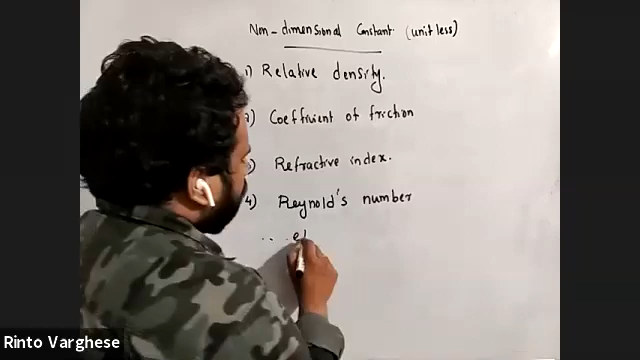 Non-dimensional Constant (unitless)
1) Relative density.
2) Coefficient of friction
3) Refractive index.
4) Reynold's number
Rinto Varghese